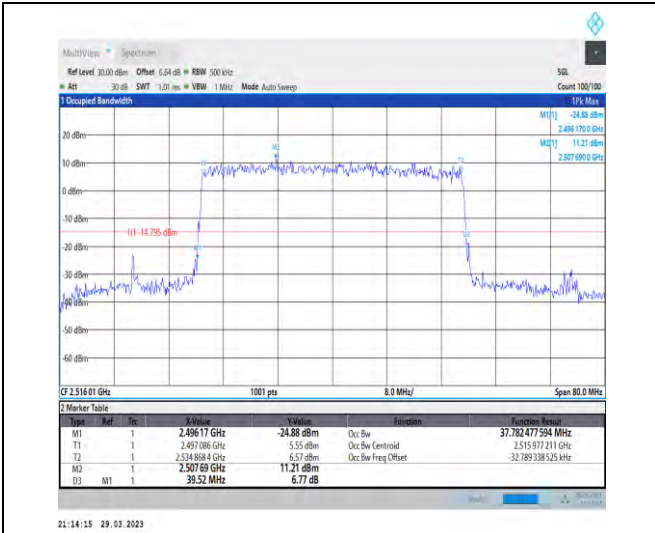 MultiView Spectrum
Ref Level 30.00 dBm Offset 6.64 dB RBW 500 kHz SGL
Att 30 dB SWT 1.01 ms VBW 1 MHz Mode Auto Sweep Count 100/100
1 Occupied Bandwidth 1Pk Max
M1[1] -24.88 dBm
2.496 170 0 GHz
20 dBm M2[1] 11.21 dBm
2.507 690 0 GHz
M2
T1 T2
10 dBm
0 dBm
-10 dBm
H1 -14.795 dBm
-20 dBm
-30 dBm
-40 dBm
-50 dBm
-60 dBm
CF 2.516 01 GHz 1001 pts 8.0 MHz/ Span 80.0 MHz
2 Marker Table
Type Ref Trc X-Value Y-Value Function Function Result
M1 1 2.49617 GHz -24.88 dBm Occ Bw 37.782 477 594 MHz
T1 1 2.497 086 GHz 5.55 dBm Occ Bw Centroid 2.515 977 211 GHz
T2 1 2.534 868 4 GHz 6.57 dBm Occ Bw Freq Offset -32.789 338 525 kHz
M2 1 2.50769 GHz 11.21 dBm
D3 M1 1 39.52 MHz 6.77 dB
21:14:15 29.03.2023